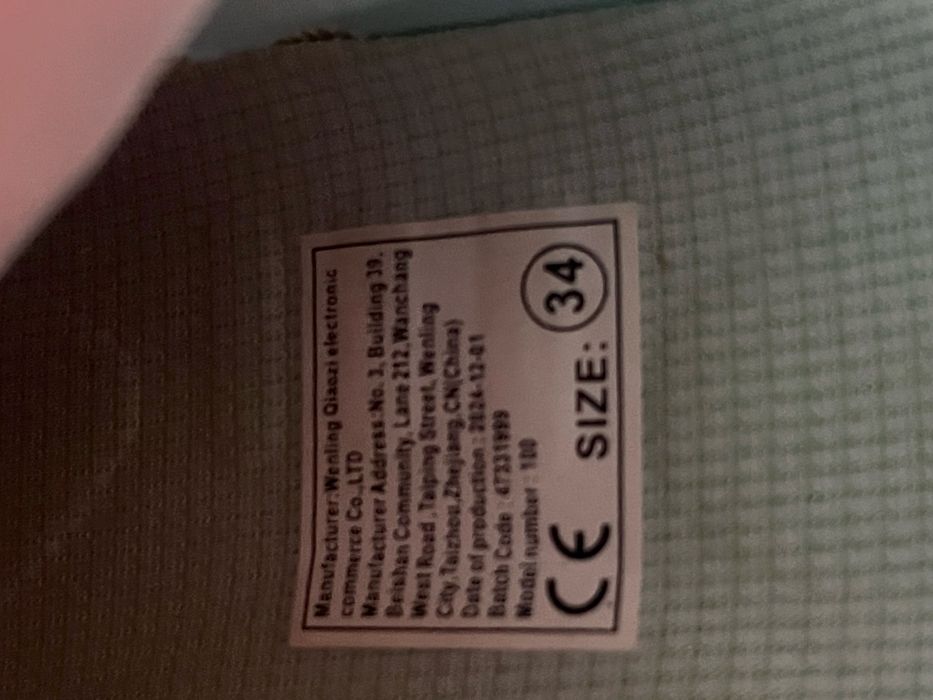 Manufacturer:Wenling Qiaozi electronic
commerce Co.,LTD
Manufacturer Address:No. 3, Building 39,
Beishan Community, Lane 212, Wanchang
West Road ,Taiping Street, Wenling
City, Taizhou, Zhejiang, CN(China)
Date of production : 2024-12-01
Batch Code : 47331999
Model number : 100
CE SIZE: 34